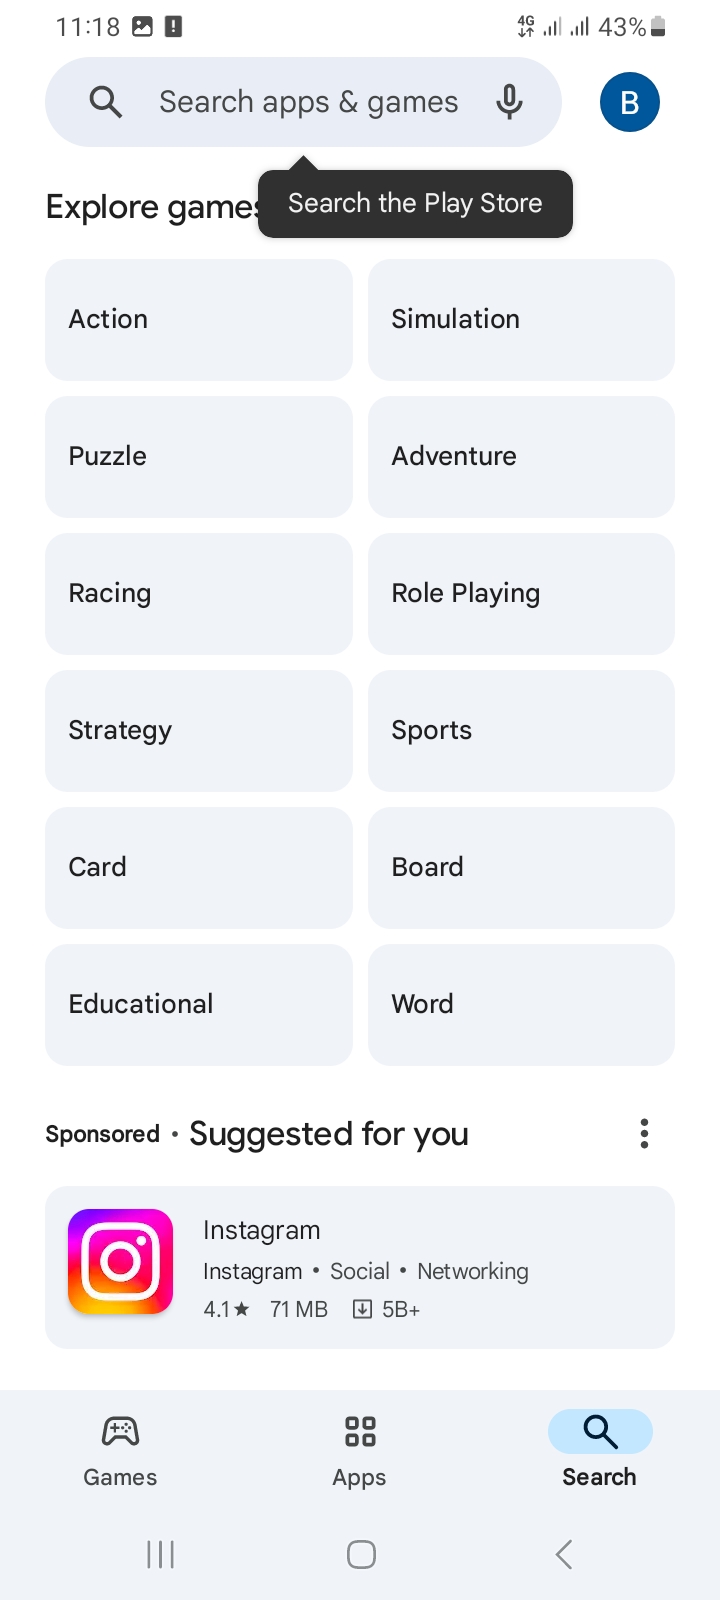 11:18 4G 43%
Search apps & games B
Search the Play Store
Explore games
Action Simulation
Puzzle Adventure
Racing Role Playing
Strategy Sports
Card Board
Educational Word
Sponsored • Suggested for you
Instagram
Instagram • Social • Networking
4.1★ 71 MB 5B+
Games Apps Search